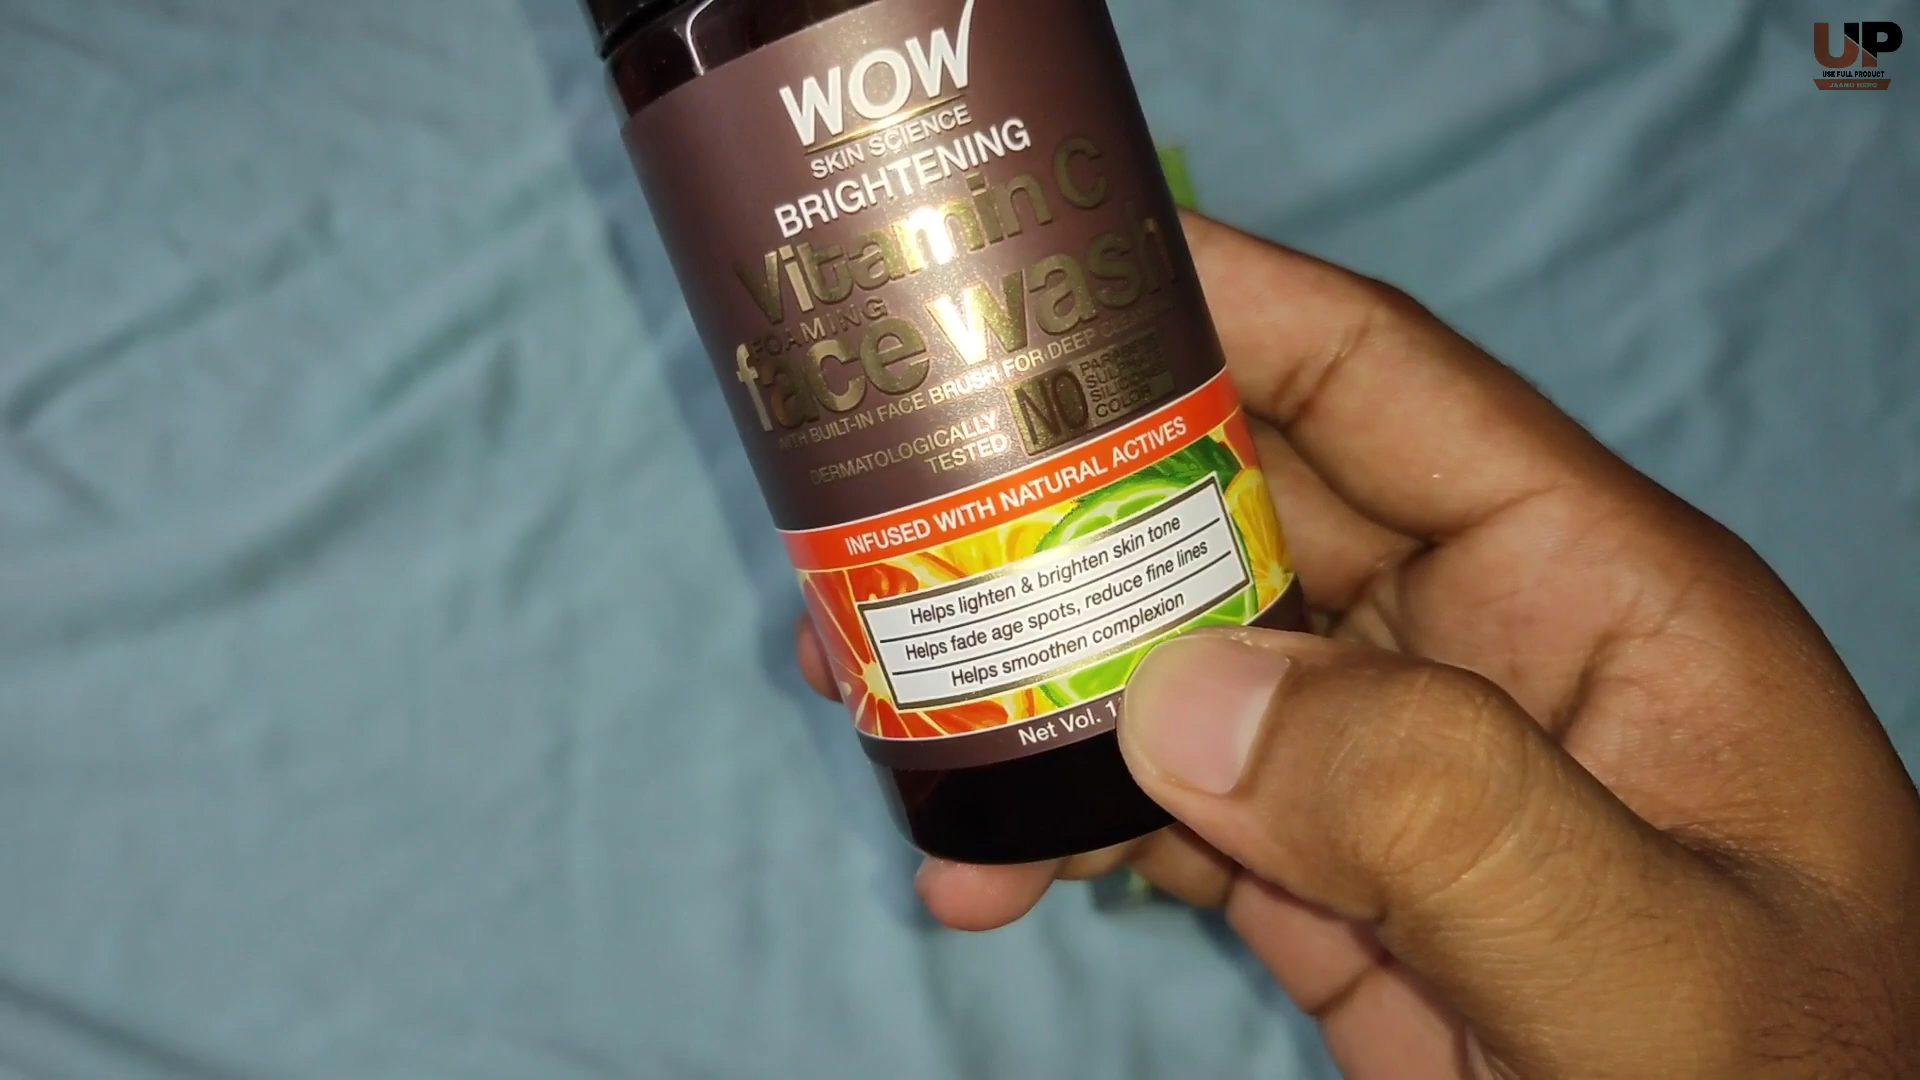 WOW
SKIN SCIENCE
BRIGHTENING
Vitamin C
FOAMING
face wash
WITH BUILT-IN FACE BRUSH FOR DEEP
DERMATOLOGICALLY
TESTED
NO
COLOR
INFUSED WITH NATURAL ACTIVES
Helps lighten & brighten skin tone
Helps fade age spots, reduce fine lines
Helps smoothen complexion
Net Vol.
UP
USE FULL PRODUCT
JAANU HERO